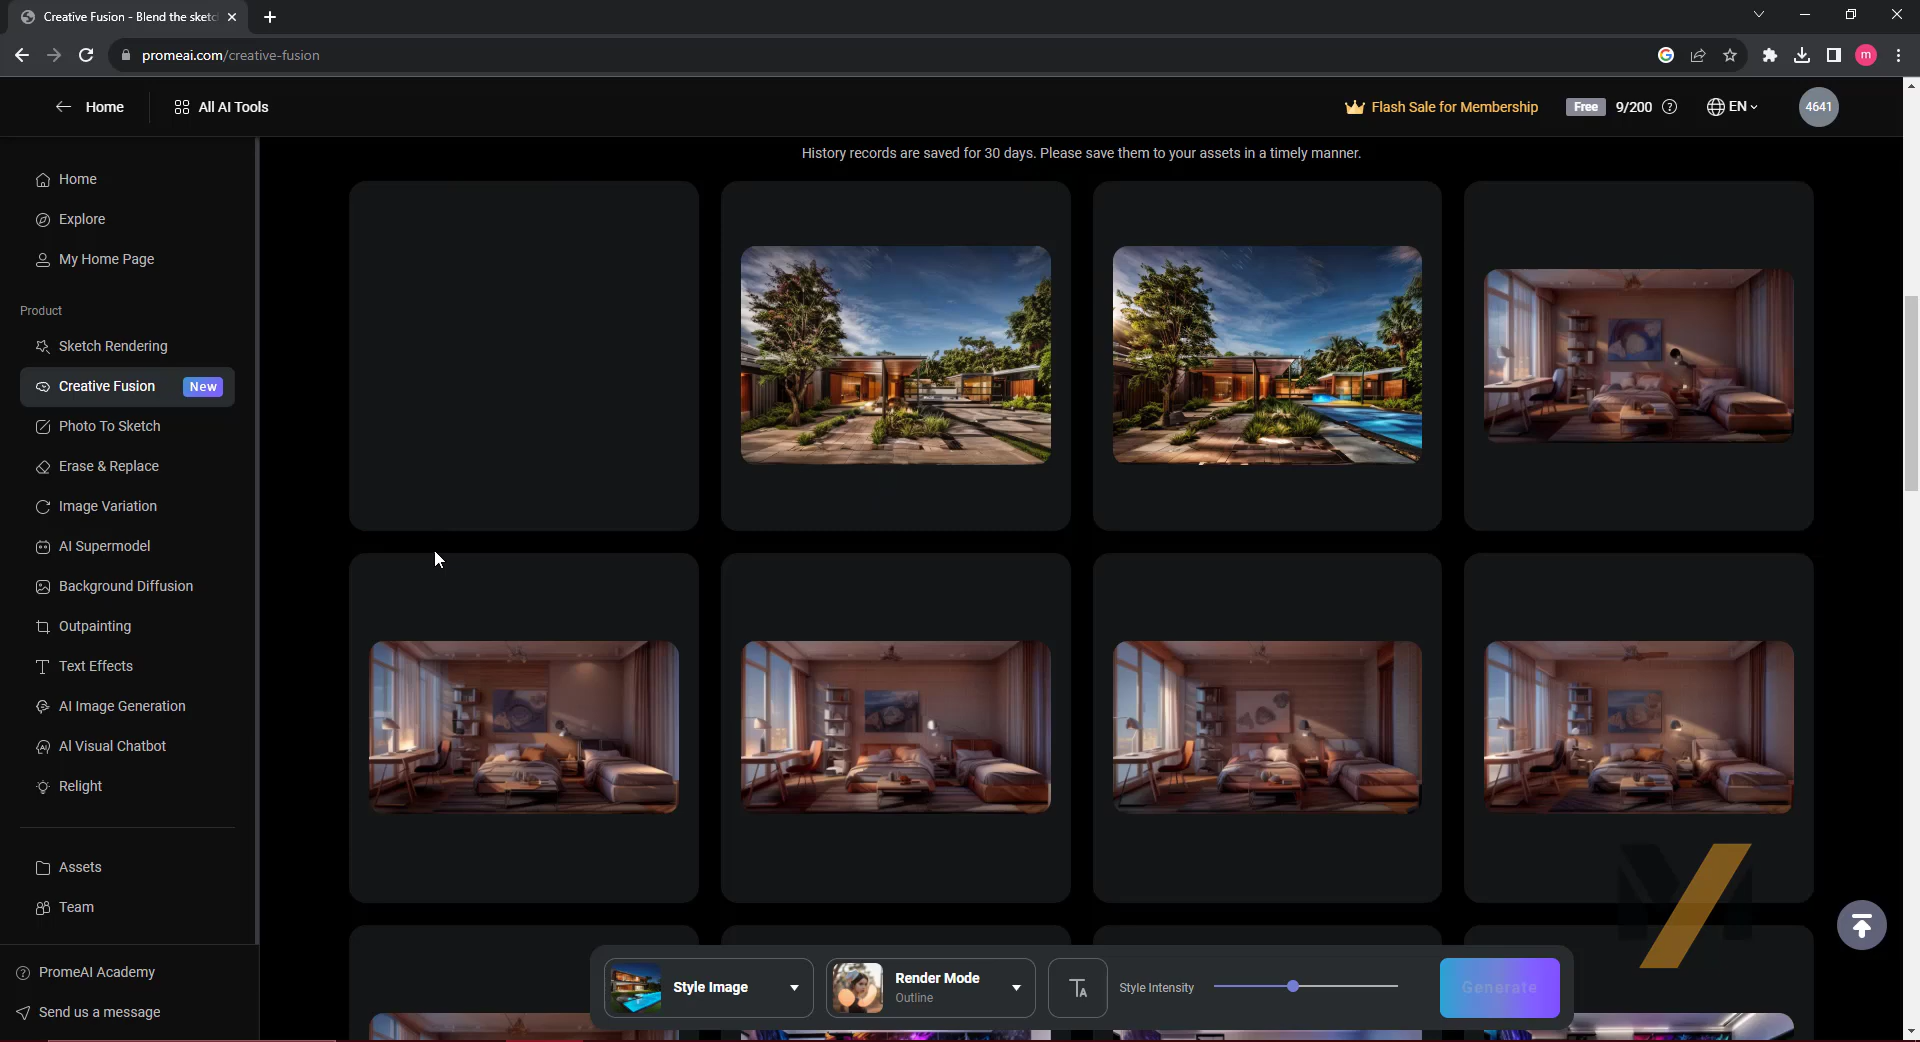 Creative Fusion - Blend the sketc
promeai.com/creative-fusion
m
Home
All AI Tools
Flash Sale for Membership
Free
9/200
EN
4641
History records are saved for 30 days. Please save them to your assets in a timely manner.
Home
Explore
My Home Page
Product
Sketch Rendering
Creative Fusion
New
Photo To Sketch
Erase & Replace
Image Variation
AI Supermodel
Background Diffusion
Outpainting
Text Effects
AI Image Generation
AI Visual Chatbot
Relight
Assets
Team
PromeAI Academy
Send us a message
Style Image
Render Mode
Outline
Style Intensity
Generate